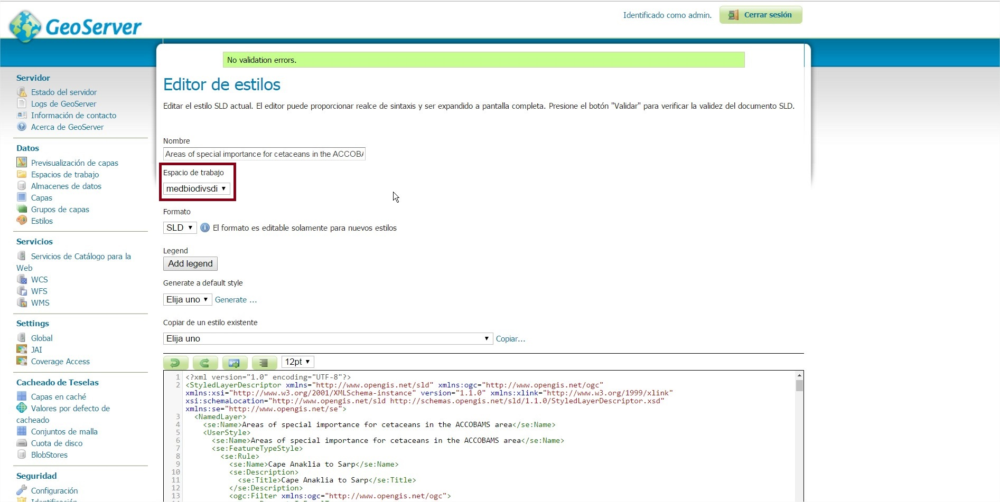 Identificado como admin.
Cerrar sesión
GeoServer
No validation errors.
Servidor
Estado del servidor
Logs de GeoServer
Información de contacto
Acerca de GeoServer
Datos
Previsualización de capas
Espacios de trabajo
Almacenes de datos
Capas
Grupos de capas
Estilos
Servicios
Servicios de Catálogo para la
Web
WCS
WFS
WMS
Settings
Global
JAI
Coverage Access
Cacheado de Teselas
Capas en caché
Valores por defecto de
cacheado
Conjuntos de malla
Cuota de disco
BlobStores
Seguridad
Configuración
Identificación
Editor de estilos
Editar el estilo SLD actual. El editor puede proporcionar realce de sintaxis y ser expandido a pantalla completa. Presione el botón "Validar" para verificar la validez del documento SLD.
Nombre
Areas of special importance for cetaceans in the ACCOBA
Espacio de trabajo
medbiodivsdi
Formato
SLD
El formato es editable solamente para nuevos estilos
Legend
Add legend
Generate a default style
Elija uno
Generate ...
Copiar de un estilo existente
Elija uno
Copiar...
12pt
1 <?xml version="1.0" encoding="UTF-8"?>
2 <StyledLayerDescriptor xmlns="http://www.opengis.net/sld" xmlns:ogc="http://www.opengis.net/ogc"
xmlns:xsi="http://www.w3.org/2001/XMLSchema-instance" version="1.1.0" xmlns:xlink="http://www.w3.org/1999/xlink"
xsi:schemaLocation="http://www.opengis.net/sld http://schemas.opengis.net/sld/1.1.0/StyledLayerDescriptor.xsd"
xmlns:se="http://www.opengis.net/se">
3 <NamedLayer>
4 <se:Name>Areas of special importance for cetaceans in the ACCOBAMS area</se:Name>
5 <UserStyle>
6 <se:Name>Areas of special importance for cetaceans in the ACCOBAMS area</se:Name>
7 <se:FeatureTypeStyle>
8 <se:Rule>
9 <se:Name>Cape Anaklia to Sarp</se:Name>
10 <se:Description>
11 <se:Title>Cape Anaklia to Sarp</se:Title>
12 </se:Description>
13 <ogc:Filter xmlns:ogc="http://www.opengis.net/ogc">